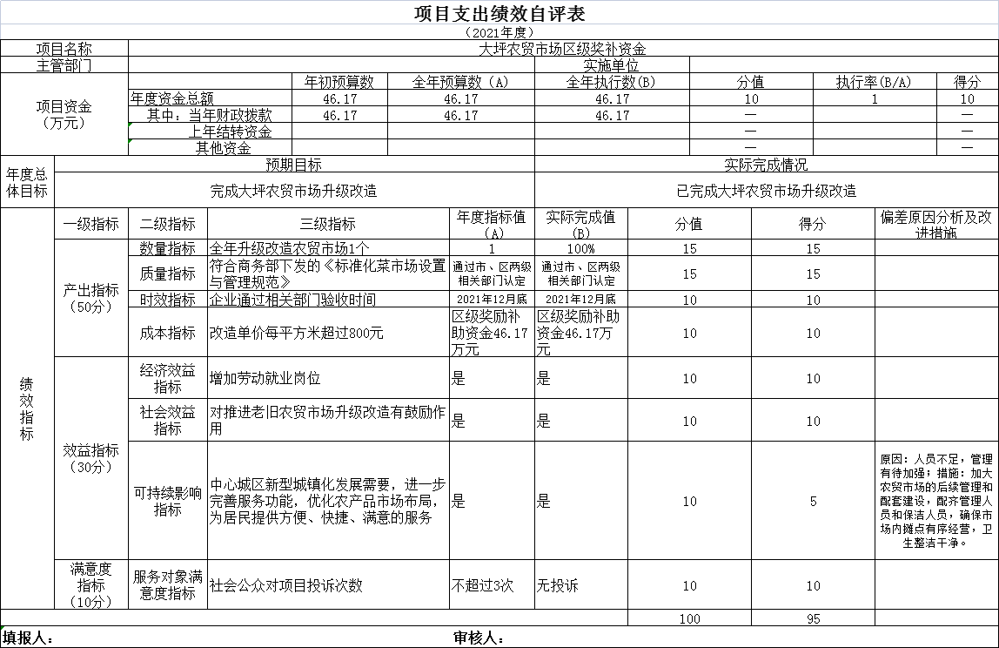 项目支出绩效自评表
（2021年度）
项目名称 大坪农贸市场区级奖补资金
主管部门 实施单位
项目资金
（万元）
年初预算数 全年预算数（A） 全年执行数(B) 分值 执行率(B/A) 得分
年度资金总额 46.17 46.17 46.17 10 1 10
其中：当年财政拨款 46.17 46.17 46.17 — —
上年结转资金 — —
其他资金 — —
年度总
体目标
预期目标 实际完成情况
完成大坪农贸市场升级改造 已完成大坪农贸市场升级改造
绩
效
指
标
一级指标 二级指标 三级指标
年度指标值
（A）
实际完成值
（B）
分值 得分
偏差原因分析及改
进措施
产出指标
（50分）
数量指标 全年升级改造农贸市场1个 1 100% 15 15
质量指标
符合商务部下发的《标准化菜市场设置
与管理规范》
通过市、区两级
相关部门认定
通过市、区两级
相关部门认定
15 15
时效指标 企业通过相关部门验收时间 2021年12月底 2021年12月底 10 10
成本指标 改造单价每平方米超过800元
区级奖励补
助资金46.17
万元
区级奖励补助
资金46.17万
元
10 10
效益指标
（30分）
经济效益
指标
增加劳动就业岗位 是 是 10 10
社会效益
指标
对推进老旧农贸市场升级改造有鼓励作
用
是 是 10 10
可持续影响
指标
中心城区新型城镇化发展需要，进一步
完善服务功能，优化农产品市场布局，
为居民提供方便、快捷、满意的服务
是 是 10 5
原因：人员不足，管理
有待加强；措施：加大
农贸市场的后续管理和
配套建设，配齐管理人
员和保洁人员，确保市
场内摊点有序经营，卫
生整洁干净。
满意度
指标
（10分）
服务对象满
意度指标
社会公众对项目投诉次数 不超过3次 无投诉 10 10
100 95
填报人： 审核人：